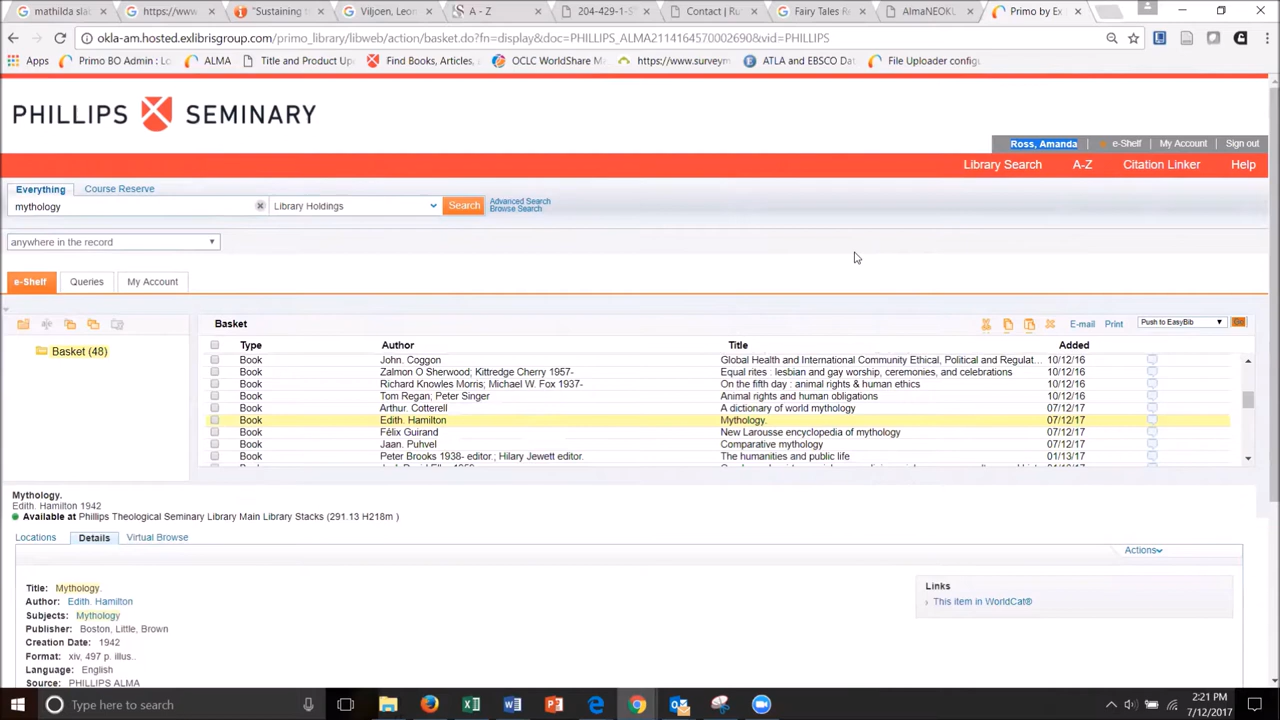 mathilda sla
https://www
"Sustaining t
Viljoen, Leon
A - Z
204-429-1-S
Contact | Ru
Fairy Tales R
AlmaNEOKL
Primo by Ex
okla-am.hosted.exlibrisgroup.com/primo_library/libweb/action/basket.do?fn=display&doc=PHILLIPS_ALMA21141645720002690&vid=PHILLIPS
Apps
Primo BO Admin : Lo
ALMA
Title and Product Up
Find Books, Articles,
OCLC WorldShare Ma
https://www.surveym
ATLA and EBSCO Dat
File Uploader config
PHILLIPS SEMINARY
Ross, Amanda
e-Shelf
My Account
Sign out
Library Search
A-Z
Citation Linker
Help
Everything
Course Reserve
mythology
Library Holdings
Search
Advanced Search
Browse Search
anywhere in the record
e-Shelf
Queries
My Account
Basket (48)
Basket
E-mail
Print
Push to EasyBib
Type Author Title Added
Book John. Coggon Global Health and International Community Ethical, Political and Regulat... 10/12/16
Book Zalmon O Sherwood; Kittredge Cherry 1957- Equal rites : lesbian and gay worship, ceremonies, and celebrations 10/12/16
Book Richard Knowles Morris; Michael W. Fox 1937- On the fifth day : animal rights & human ethics 10/12/16
Book Tom Regan; Peter Singer Animal rights and human obligations 10/12/16
Book Arthur. Cotterell A dictionary of world mythology 07/12/17
Book Edith. Hamilton Mythology. 07/12/17
Book Félix Guirand New Larousse encyclopedia of mythology 07/12/17
Book Jaan. Puhvel Comparative mythology 07/12/17
Book Peter Brooks 1938- editor.; Hilary Jewett editor. The humanities and public life 01/13/17
Mythology.
Edith. Hamilton 1942
Available at Phillips Theological Seminary Library Main Library Stacks (291.13 H218m )
Locations
Details
Virtual Browse
Actions
Title: Mythology.
Author: Edith. Hamilton
Subjects: Mythology
Publisher: Boston, Little, Brown
Creation Date: 1942
Format: xiv, 497 p. illus..
Language: English
Source: PHILLIPS ALMA
Links
This item in WorldCat®
Type here to search
2:21 PM
7/12/2017